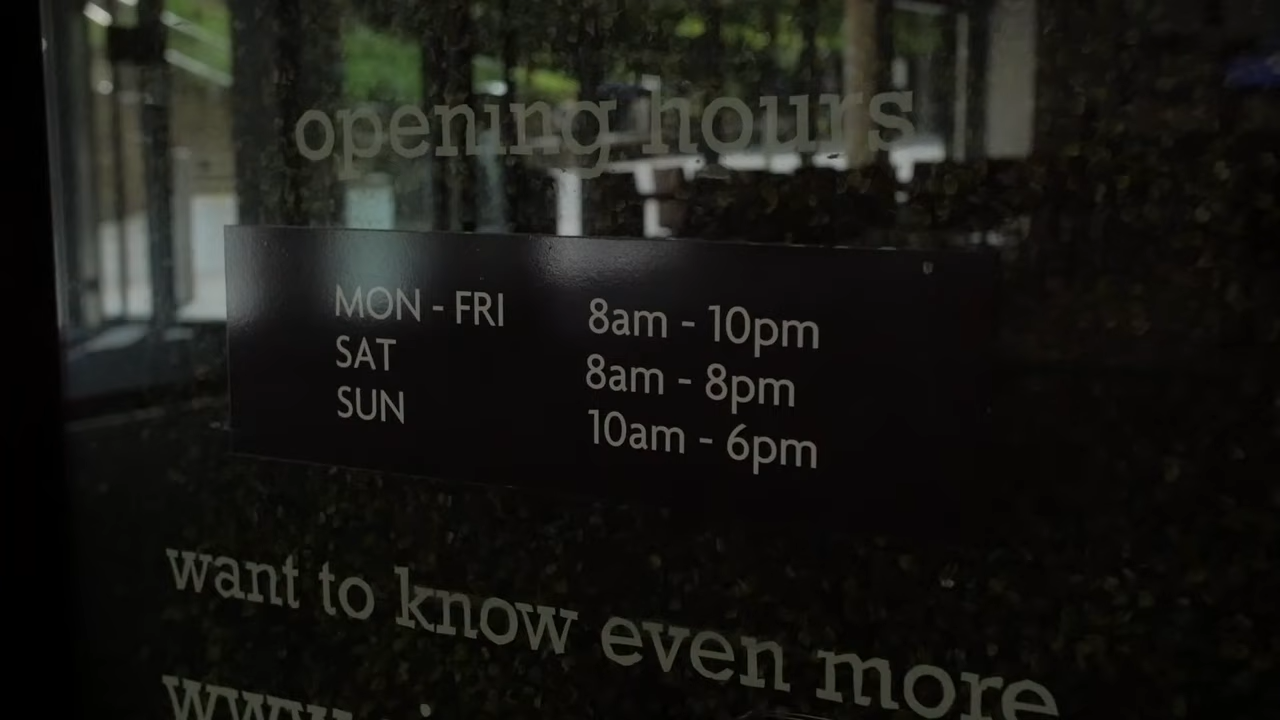 opening hours
MON - FRI 8am - 10pm
SAT 8am - 8pm
SUN 10am - 6pm
want to know even more